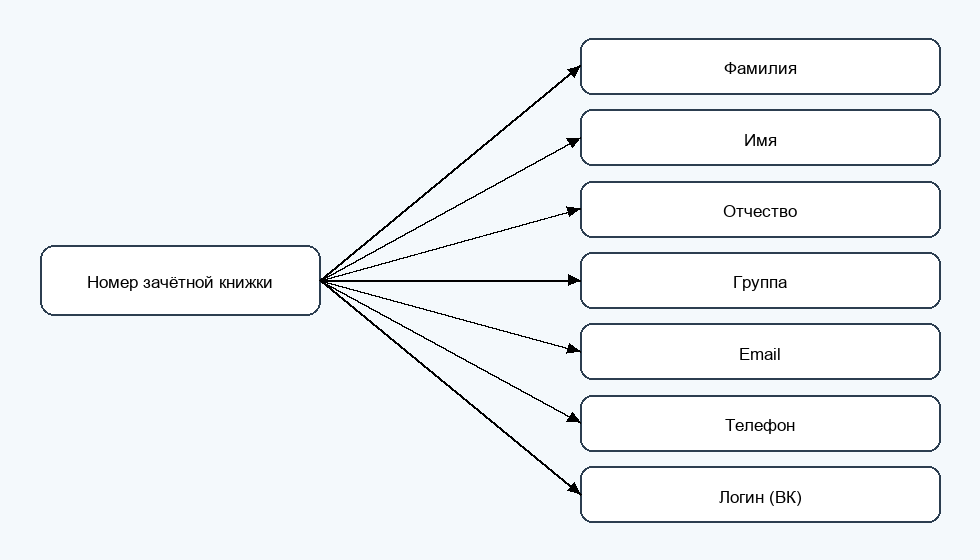 Фамилия
Имя
Отчество
Номер зачётной книжки
Группа
Email
Телефон
Логин (ВК)